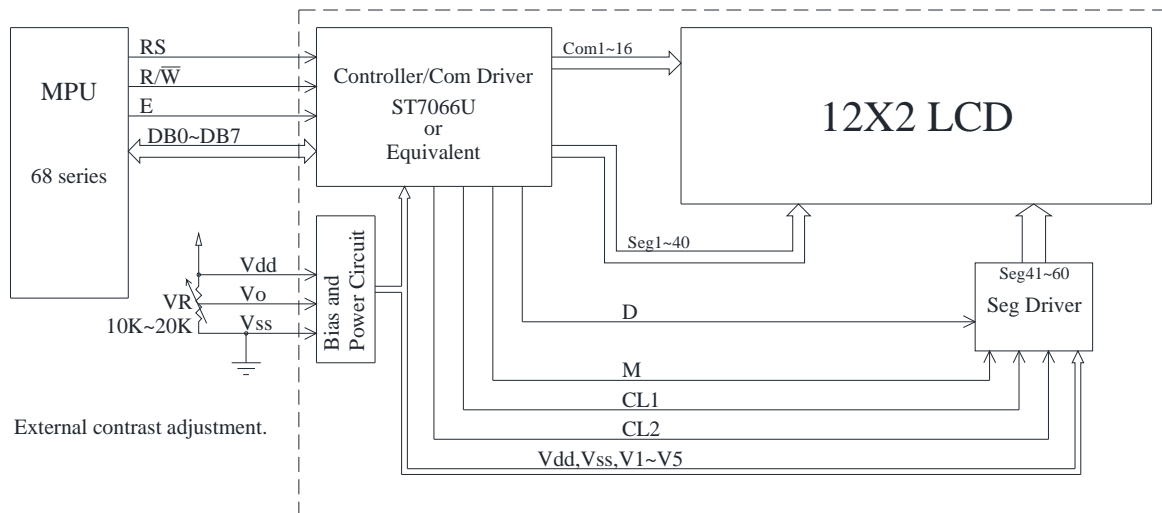 MPU
68 series
RS
R/W̅
E
DB0~DB7
Controller/Com Driver
ST7066U
or
Equivalent
Com1~16
12X2 LCD
Seg1~40
Seg41~60
Seg Driver
Vdd
Vo
Vss
VR
10K~20K
Bias and
Power Circuit
D
M
CL1
CL2
Vdd,Vss,V1~V5
External contrast adjustment.